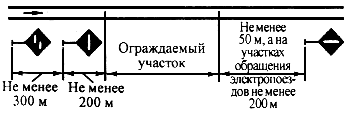 Ограждаемый
участок
Не менее
50 м, а на
участках
обращения
электропоез-
дов не менее
200 м
Не менее
300 м
Не менее
200 м